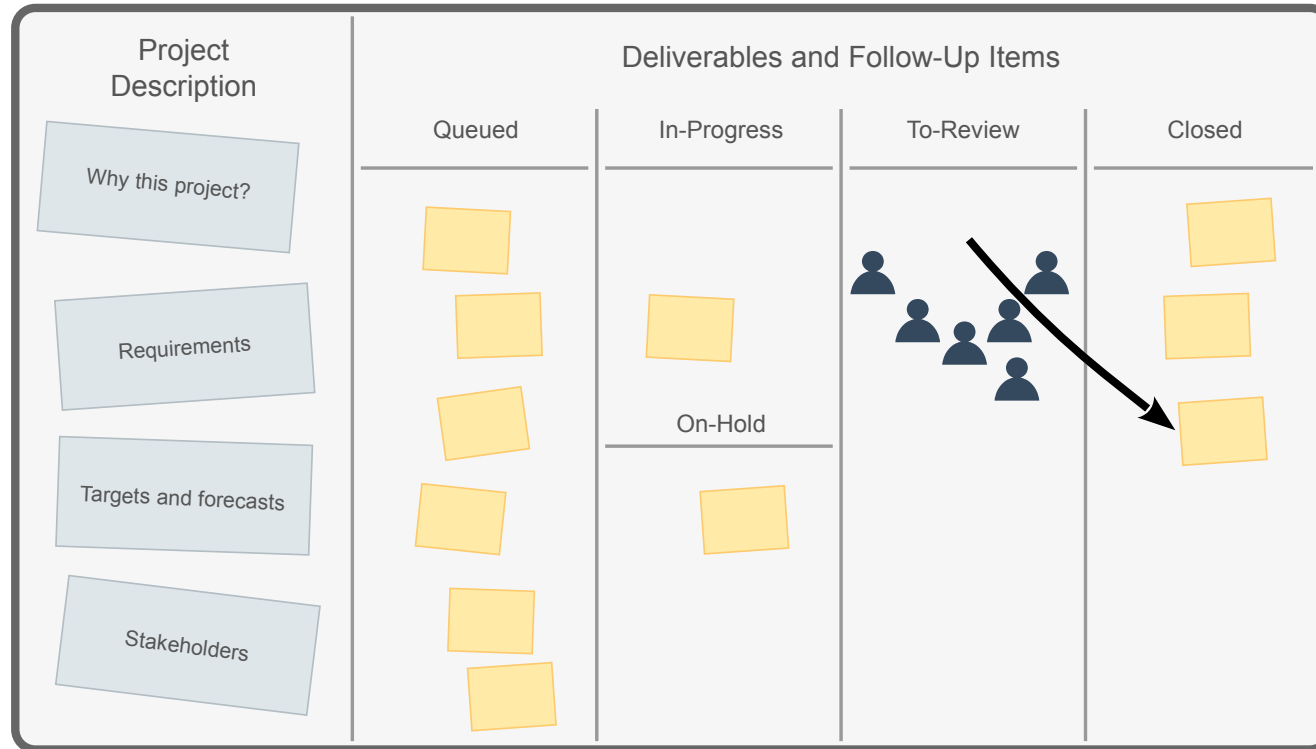 Project
Description
Why this project?
Requirements
Targets and forecasts
Stakeholders
Deliverables and Follow-Up Items
Queued
In-Progress
On-Hold
To-Review
Closed